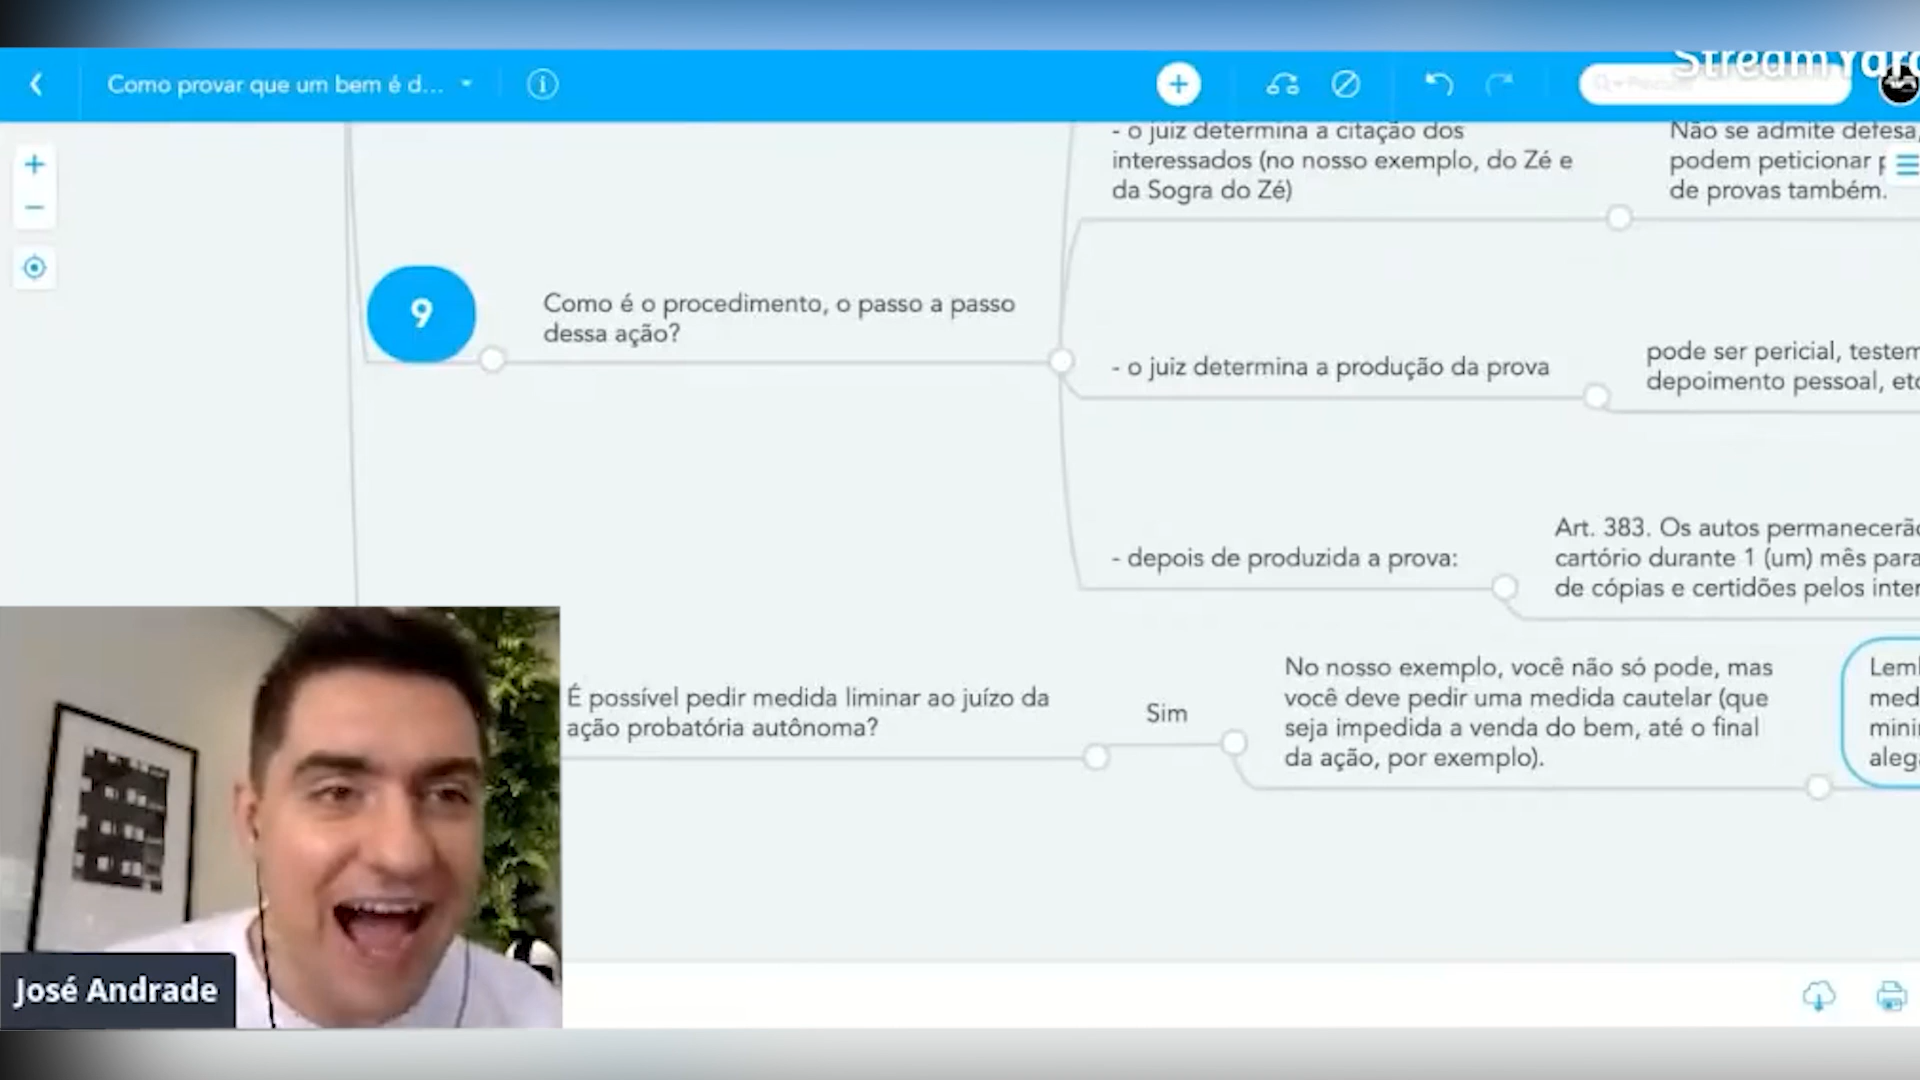 StreamYard
Como provar que um bem é d...
- o juiz determina a citação dos
interessados (no nosso exemplo, do Zé e
da Sogra do Zé)
Não se admite defesa,
podem peticionar p
de provas também.
9
Como é o procedimento, o passo a passo
dessa ação?
- o juiz determina a produção da prova
pode ser pericial, testem
depoimento pessoal, etc
- depois de produzida a prova:
Art. 383. Os autos permanecerão
cartório durante 1 (um) mês para
de cópias e certidões pelos inter
É possível pedir medida liminar ao juízo da
ação probatória autônoma?
Sim
No nosso exemplo, você não só pode, mas
você deve pedir uma medida cautelar (que
seja impedida a venda do bem, até o final
da ação, por exemplo).
Lemb
med
minin
alega
José Andrade